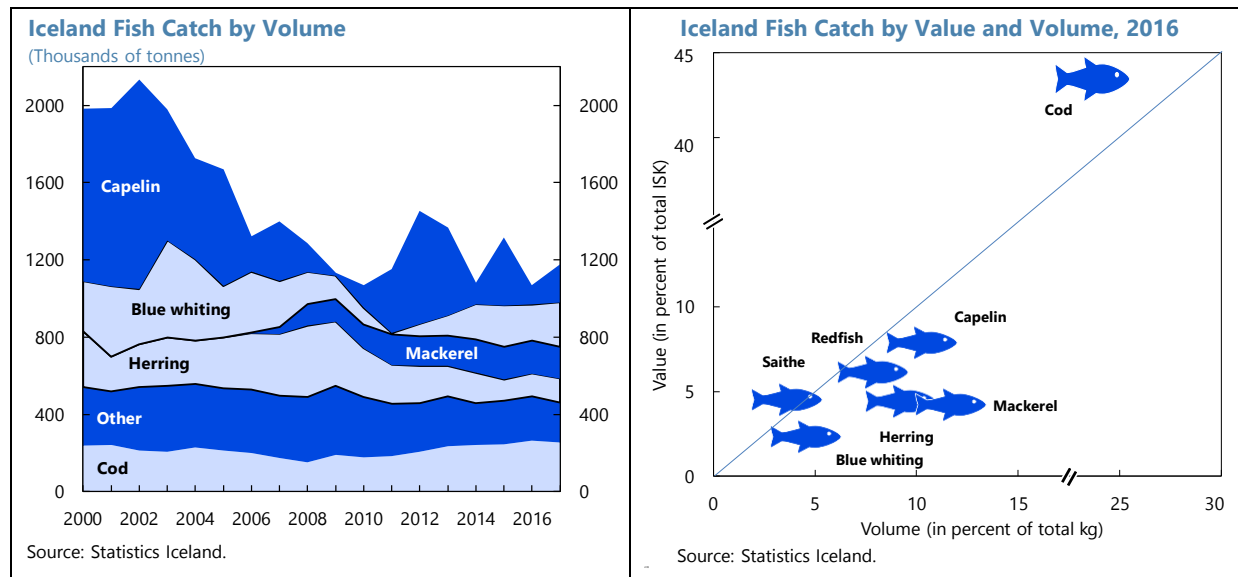 Iceland Fish Catch by Volume
(Thousands of tonnes)
2000
1600
1200
800
400
0
2000
1600
1200
800
400
0
Capelin
Blue whiting
Herring
Mackerel
Other
Cod
2000 2002 2004 2006 2008 2010 2012 2014 2016
Source: Statistics Iceland.
Iceland Fish Catch by Value and Volume, 2016
Value (in percent of total ISK)
45
40
10
5
0
Cod
Capelin
Redfish
Saithe
Mackerel
Herring
Blue whiting
0 5 10 15 25 30
Volume (in percent of total kg)
Source: Statistics Iceland.